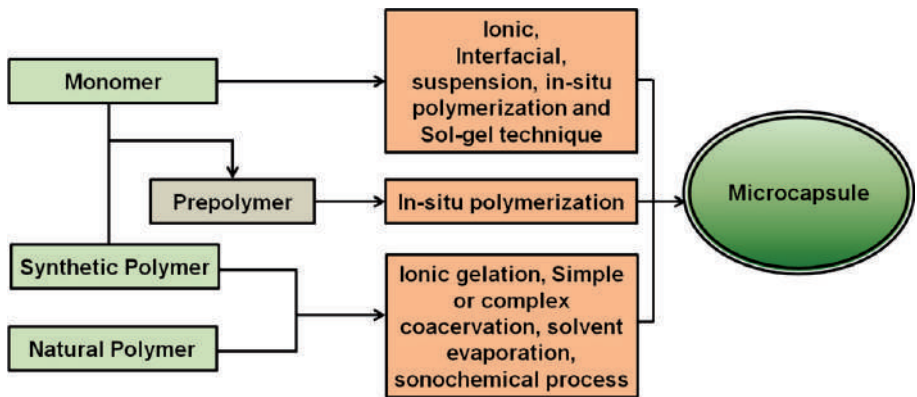 Monomer
Prepolymer
Synthetic Polymer
Natural Polymer
Ionic,
Interfacial,
suspension, in-situ
polymerization and
Sol-gel technique
In-situ polymerization
Ionic gelation, Simple
or complex
coacervation, solvent
evaporation,
sonochemical process
Microcapsule